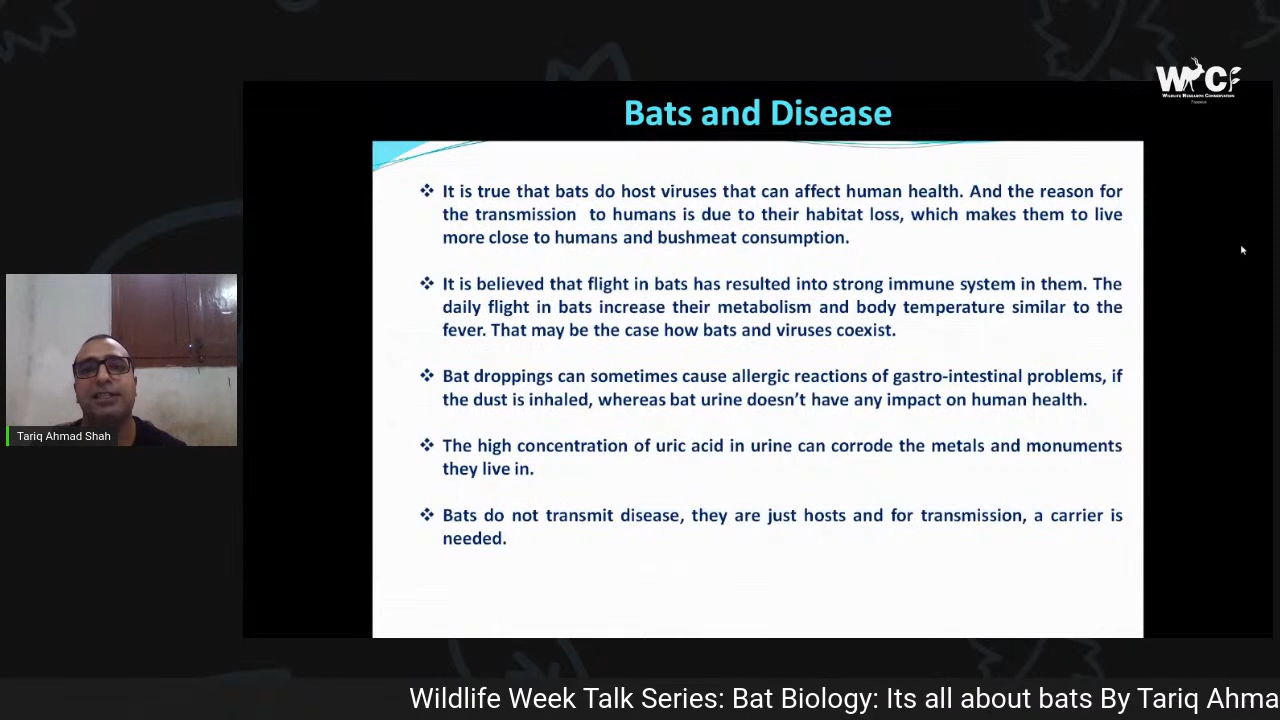 WCF
WILDLIFE RESEARCH CONSERVATION
Bats and Disease
❖ It is true that bats do host viruses that can affect human health. And the reason for
the transmission to humans is due to their habitat loss, which makes them to live
more close to humans and bushmeat consumption.
❖ It is believed that flight in bats has resulted into strong immune system in them. The
daily flight in bats increase their metabolism and body temperature similar to the
fever. That may be the case how bats and viruses coexist.
❖ Bat droppings can sometimes cause allergic reactions of gastro-intestinal problems, if
the dust is inhaled, whereas bat urine doesn't have any impact on human health.
❖ The high concentration of uric acid in urine can corrode the metals and monuments
they live in.
❖ Bats do not transmit disease, they are just hosts and for transmission, a carrier is
needed.
Tariq Ahmad Shah
Wildlife Week Talk Series: Bat Biology: Its all about bats By Tariq Ahma